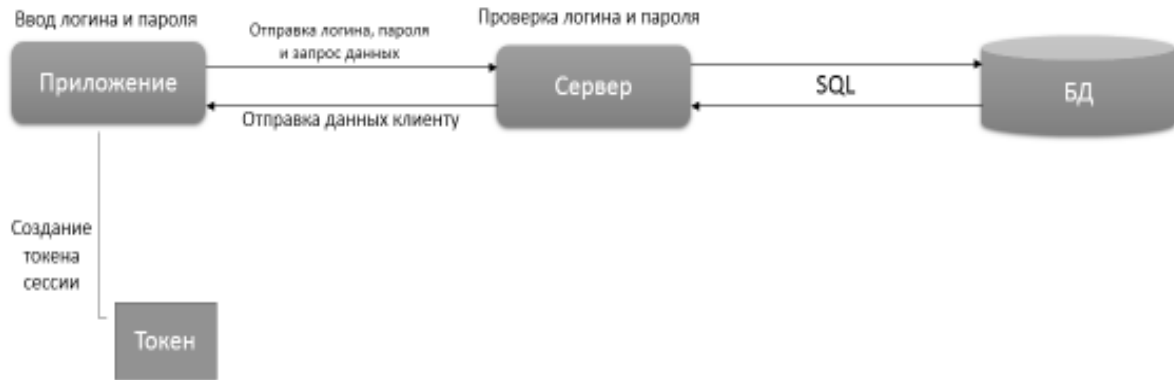 Ввод логина и пароля
Отправка логина, пароля
и запрос данных
Проверка логина и пароля
Приложение
Сервер
SQL
БД
Отправка данных клиенту
Создание
токена
сессии
Токен